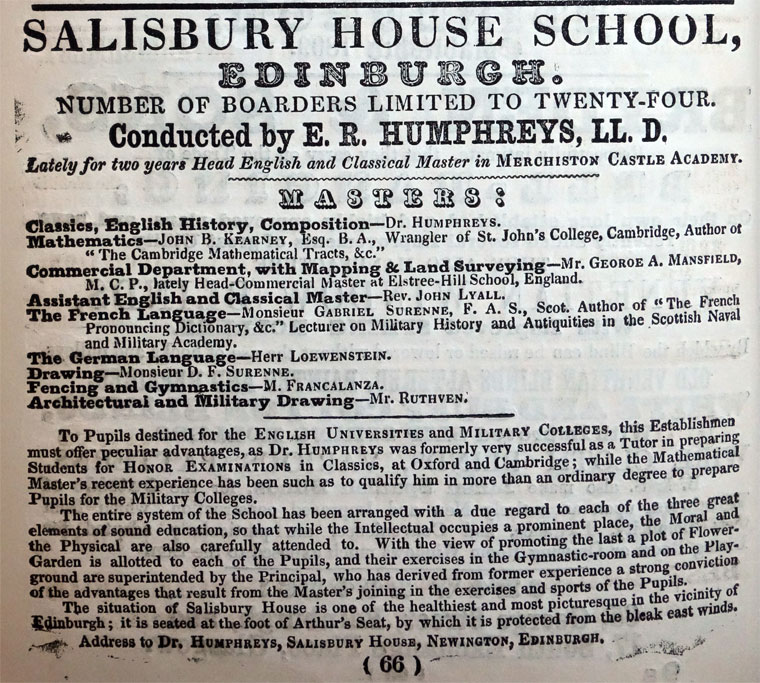 SALISBURY HOUSE SCHOOL,
EDINBURGH.
NUMBER OF BOARDERS LIMITED TO TWENTY-FOUR.
Conducted by E. R. HUMPHREYS, LL. D.
Lately for two years Head English and Classical Master in MERCHISTON CASTLE ACADEMY.
MASTERS:
Classics, English History, Composition—DR. HUMPHREYS.
Mathematics—JOHN B. KEARNEY, ESQ. B. A., Wrangler of St. John's College, Cambridge, Author of
"The Cambridge Mathematical Tracts, &c."
Commercial Department, with Mapping & Land Surveying—MR. GEORGE A. MANSFIELD,
M. C. P., lately Head-Commercial Master at Elstree-Hill School, England.
Assistant English and Classical Master—REV. JOHN LYALL.
The French Language—MONSIEUR GABRIEL SURENNE, F. A. S., Scot. Author of "The French
Pronouncing Dictionary, &c." Lecturer on Military History and Antiquities in the Scottish Naval
and Military Academy.
The German Language—HERR LOEWENSTEIN.
Drawing—MONSIEUR D. F. SURENNE.
Fencing and Gymnastics—M. FRANCALANZA.
Architectural and Military Drawing—MR. RUTHVEN.
To Pupils destined for the ENGLISH UNIVERSITIES and MILITARY COLLEGES, this Establishmen
must offer peculiar advantages, as DR. HUMPHREYS was formerly very successful as a Tutor in preparing
Students for HONOR EXAMINATIONS in Classics, at Oxford and Cambridge; while the Mathematical
Master's recent experience has been such as to qualify him in more than an ordinary degree to prepare
Pupils for the Military Colleges.
The entire system of the School has been arranged with a due regard to each of the three great
elements of sound education, so that while the Intellectual occupies a prominent place, the Moral and
the Physical are also carefully attended to. With the view of promoting the last a plot of Flower-
Garden is allotted to each of the Pupils, and their exercises in the Gymnastic-room and on the Play-
ground are superintended by the Principal, who has derived from former experience a strong conviction
of the advantages that result from the Master's joining in the exercises and sports of the Pupils.
The situation of Salisbury House is one of the healthiest and most picturesque in the vicinity of
Edinburgh; it is seated at the foot of Arthur's Seat, by which it is protected from the bleak east winds.
Address to DR. HUMPHREYS, SALISBURY HOUSE, NEWINGTON, EDINBURGH.
( 66 )